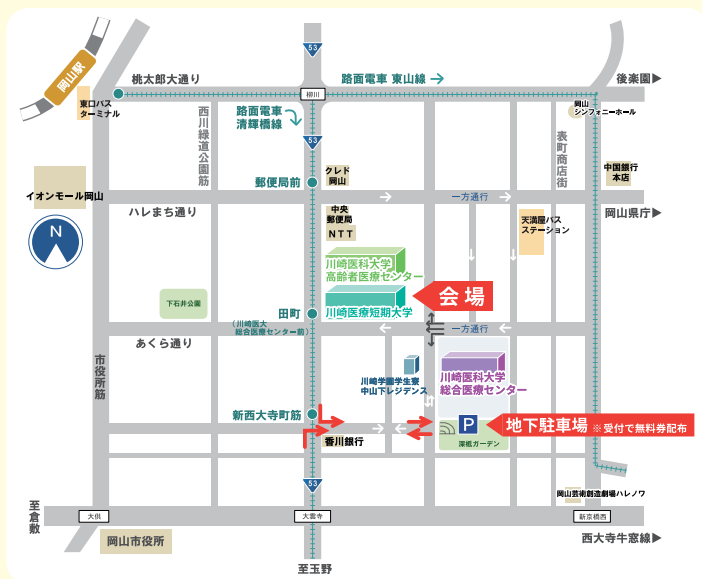 53
桃太郎大通り
路面電車 東山線
後楽園
岡山駅
柳川
東口バス
ターミナル
西川緑道公園筋
路面電車
清輝橋線
岡山
シンフォニーホール
表町商店街
53
クレド
岡山
中国銀行
本店
郵便局前
イオンモール岡山
一方通行
ハレまち通り
中央
郵便局
NTT
天満屋バス
ステーション
岡山県庁
N
川崎医科大学
高齢者医療センター
会場
下石井公園
田町
(川崎医大
総合医療センター前)
川崎医療短期大学
一方通行
あくら通り
市役所筋
川崎学園学生寮
中山下レジデンス
川崎医科大学
総合医療センター
新西大寺町筋
P
地下駐車場 ※受付で無料券配布
香川銀行
深柢ガーデン
53
岡山芸術創造劇場ハレノワ
至倉敷
大供
大雲寺
新京橋西
岡山市役所
西大寺牛窓線
至玉野